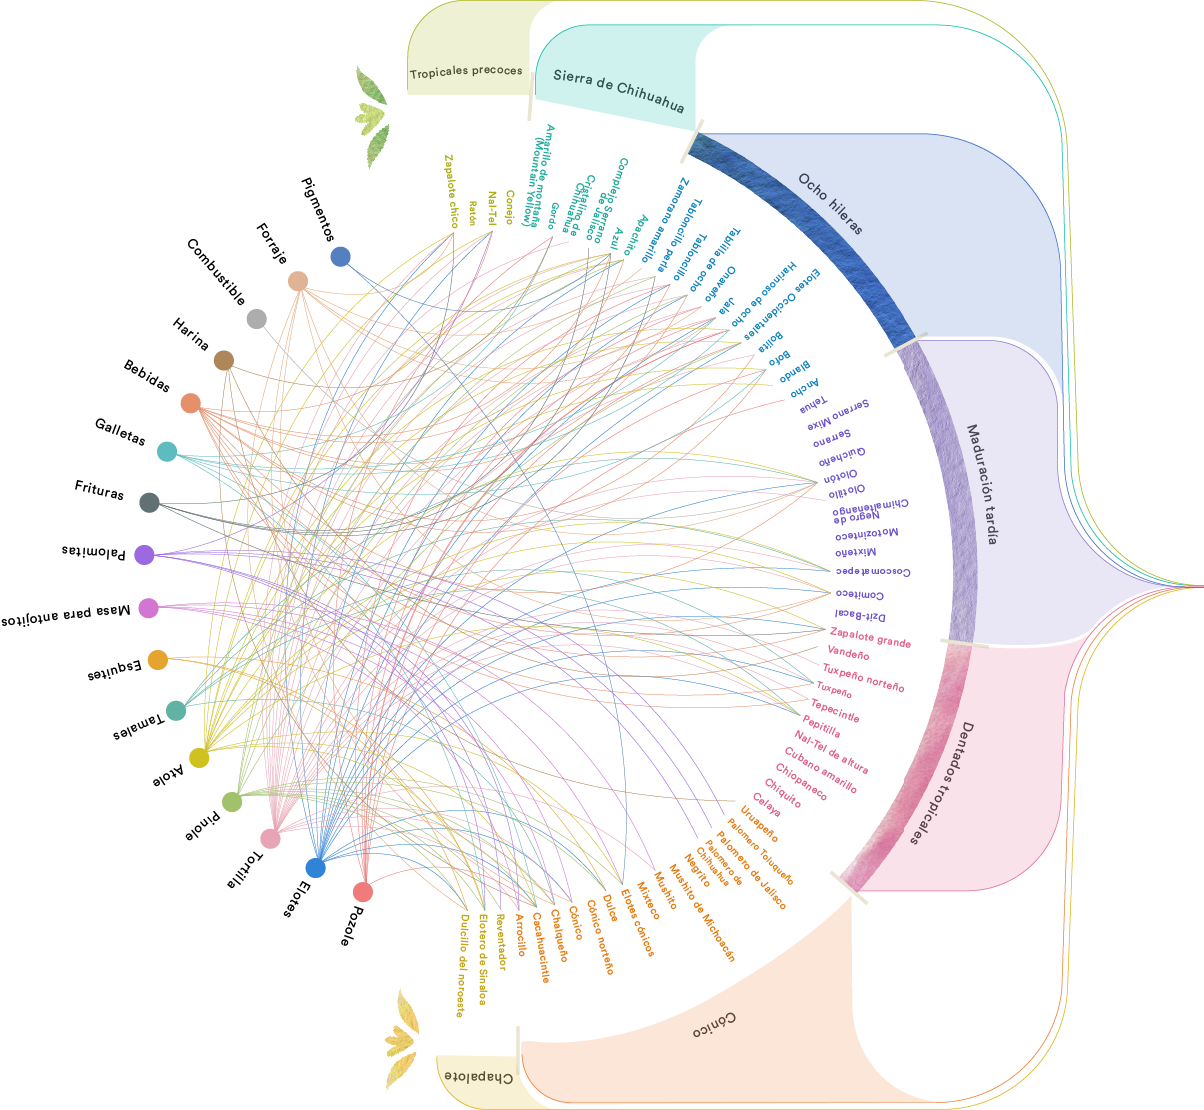 Tropicales precoces
Sierra de Chihuahua
Ocho hileras
Maduración tardía
Dentados tropicales
Cónico
Chapalote
Pigmentos
Forraje
Combustible
Harina
Bebidas
Galletas
Frituras
Palomitas
Masa para antojitos
Esquites
Tamales
Atole
Pinole
Tortilla
Elotes
Pozole
Zapalote chico
Ratón
Nal-Tel
Conejo
Amarillo de montaña
(Mountain Yellow)
Gordo
Cristalino de
Chihuahua
Complejo Serrano
de Jalisco
Azul
Apachito
Zamorano amarillo
Tabloncillo perla
Tabloncillo
Tablilla de ocho
Onaveño
Jala
Harinoso de ocho
Elotes Occidentales
Bolita
Bofo
Blando
Ancho
Tehua
Serrano Mixe
Serrano
Quicheño
Olotón
Olotillo
Negro de
Chimaltenango
Motozinteco
Mixteño
Coscomatepec
Comiteco
Dzit-Bacal
Zapalote grande
Vandeño
Tuxpeño norteño
Tuxpeño
Tepecintle
Pepitilla
Nal-Tel de altura
Cubano amarillo
Chiopaneco
Chiquito
Celaya
Uruapeño
Palomero Toluqueño
Palomero de Jalisco
Palomero de
Chihuahua
Negrito
Mushito de Michoacán
Mushito
Mixteco
Elotes cónicos
Dulce
Cónico norteño
Cónico
Chalqueño
Cacahuacintle
Arrocillo
Reventador
Elotero de Sinaloa
Dulcillo del noroeste